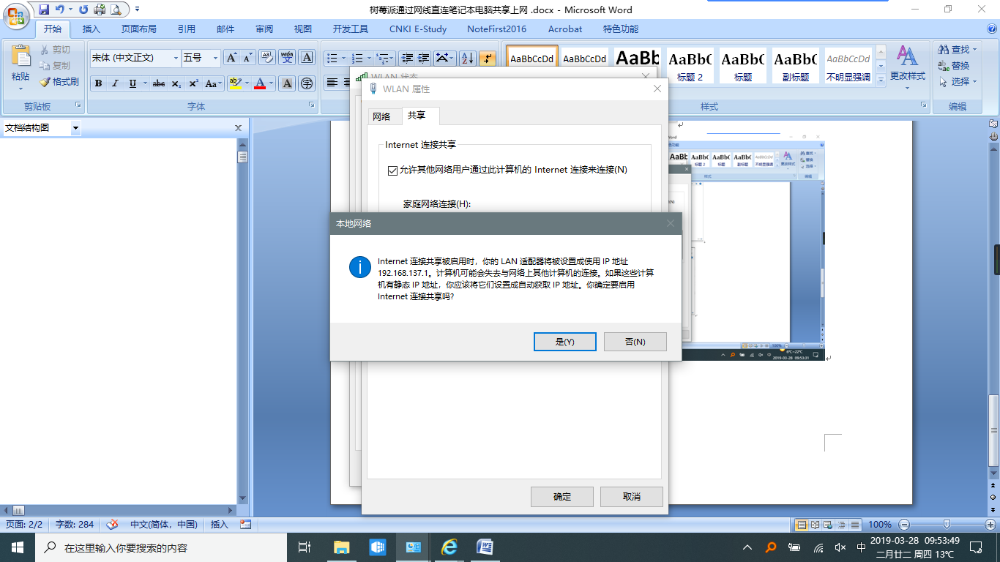 树莓派通过网线直连笔记本电脑共享上网 .docx - Microsoft Word
开始 插入 页面布局 引用 邮件 审阅 视图 开发工具 CNKI E-Study NoteFirst2016 Acrobat 特色功能
粘贴
剪切
复制
格式刷
剪贴板
宋体 (中文正文) 五号
字体
AaBbCcDd AaBbCcDd AaBb AaBbC AaBbC AaBbC AaBbCcDd
标题 2 标题 副标题 不明显强调
更改样式
样式
查找
替换
选择
编辑
文档结构图
WLAN 状态
WLAN 属性
网络 共享
Internet 连接共享
允许其他网络用户通过此计算机的 Internet 连接来连接(N)
家庭网络连接(H):
本地网络
Internet 连接共享被启用时，你的 LAN 适配器将被设置成使用 IP 地址
192.168.137.1。计算机可能会失去与网络上其他计算机的连接。如果这些计算
机有静态 IP 地址，你应该将它们设置成自动获取 IP 地址。你确定要启用
Internet 连接共享吗?
是(Y) 否(N)
确定 取消
6℃~22℃
2019-03-28 09:53:31
页面: 2/2 字数: 284 中文(简体，中国) 插入 100%
在这里输入你要搜索的内容
中
2019-03-28 09:53:49
二月廿二 周四 13℃